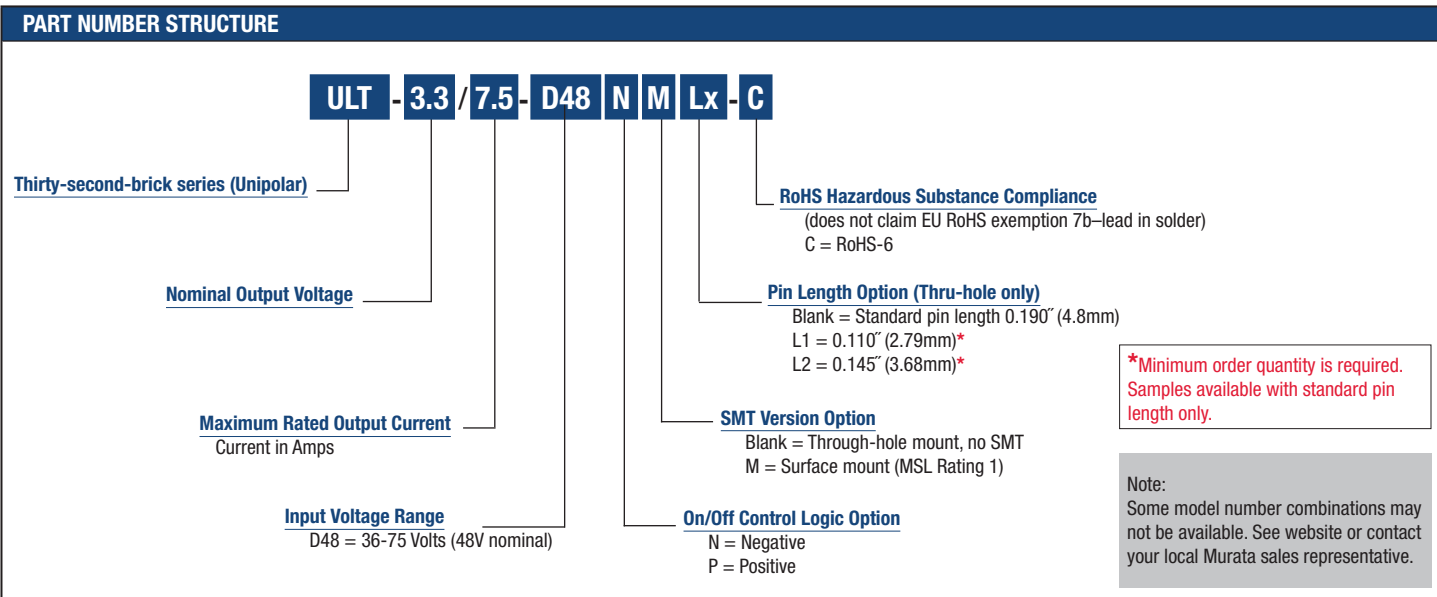 PART NUMBER STRUCTURE
ULT - 3.3 / 7.5 - D48 N M Lx - C
Thirty-second-brick series (Unipolar)
RoHS Hazardous Substance Compliance
(does not claim EU RoHS exemption 7b–lead in solder)
C = RoHS-6
Nominal Output Voltage
Pin Length Option (Thru-hole only)
Blank = Standard pin length 0.190˝ (4.8mm)
L1 = 0.110˝ (2.79mm)*
L2 = 0.145˝ (3.68mm)*
*Minimum order quantity is required.
Samples available with standard pin
length only.
Maximum Rated Output Current
Current in Amps
SMT Version Option
Blank = Through-hole mount, no SMT
M = Surface mount (MSL Rating 1)
Input Voltage Range
D48 = 36-75 Volts (48V nominal)
On/Off Control Logic Option
N = Negative
P = Positive
Note:
Some model number combinations may
not be available. See website or contact
your local Murata sales representative.